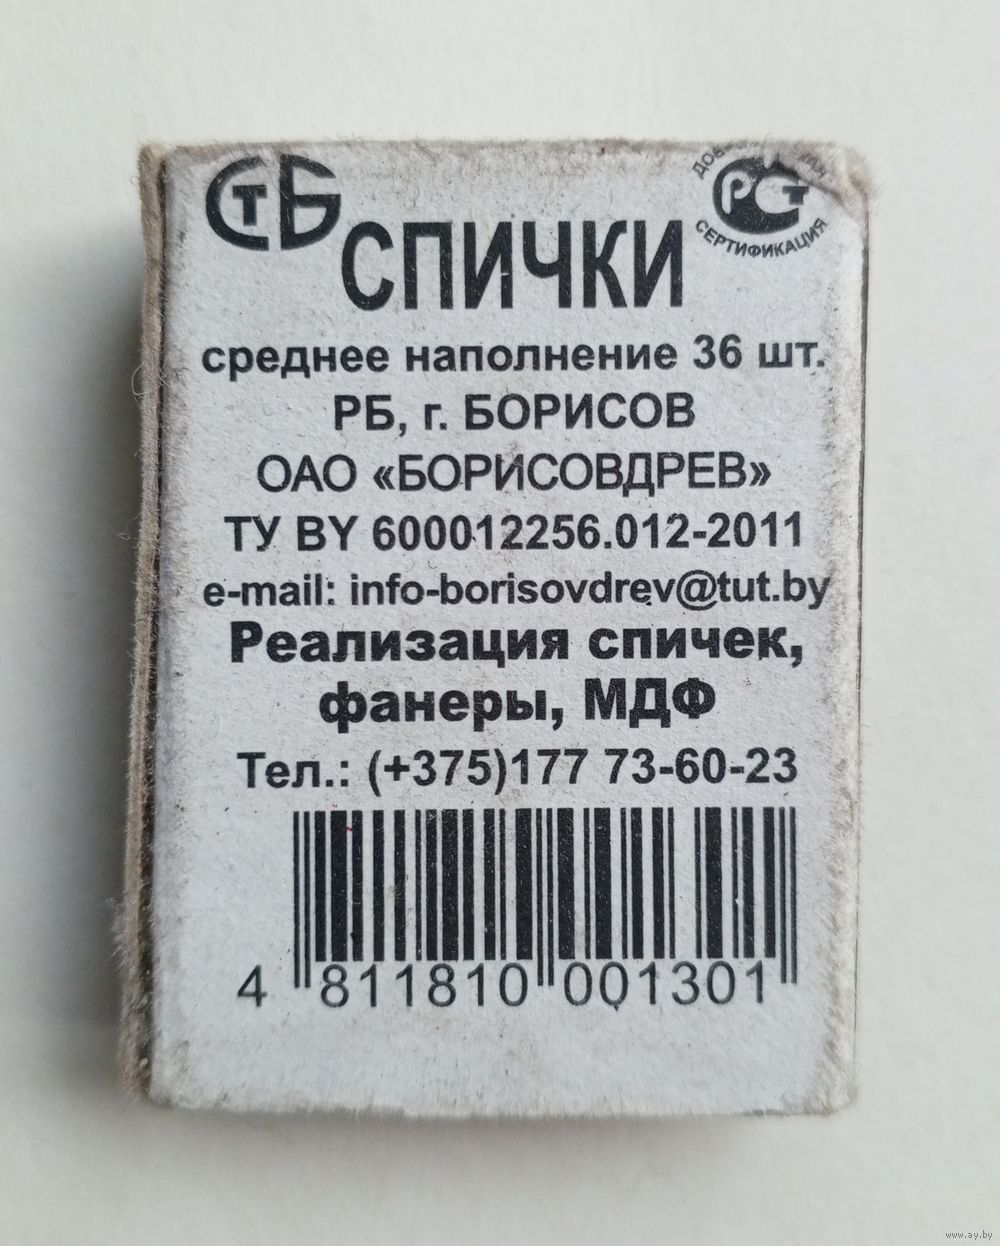 СТБ
РСТ
СЕРТИФИКАЦИЯ
СПИЧКИ
среднее наполнение 36 шт.
РБ, г. БОРИСОВ
ОАО «БОРИСОВДРЕВ»
ТУ BY 600012256.012-2011
e-mail: info-borisovdrev@tut.by
Реализация спичек,
фанеры, МДФ
Тел.: (+375)177 73-60-23
4 811810 001301
www.ay.by